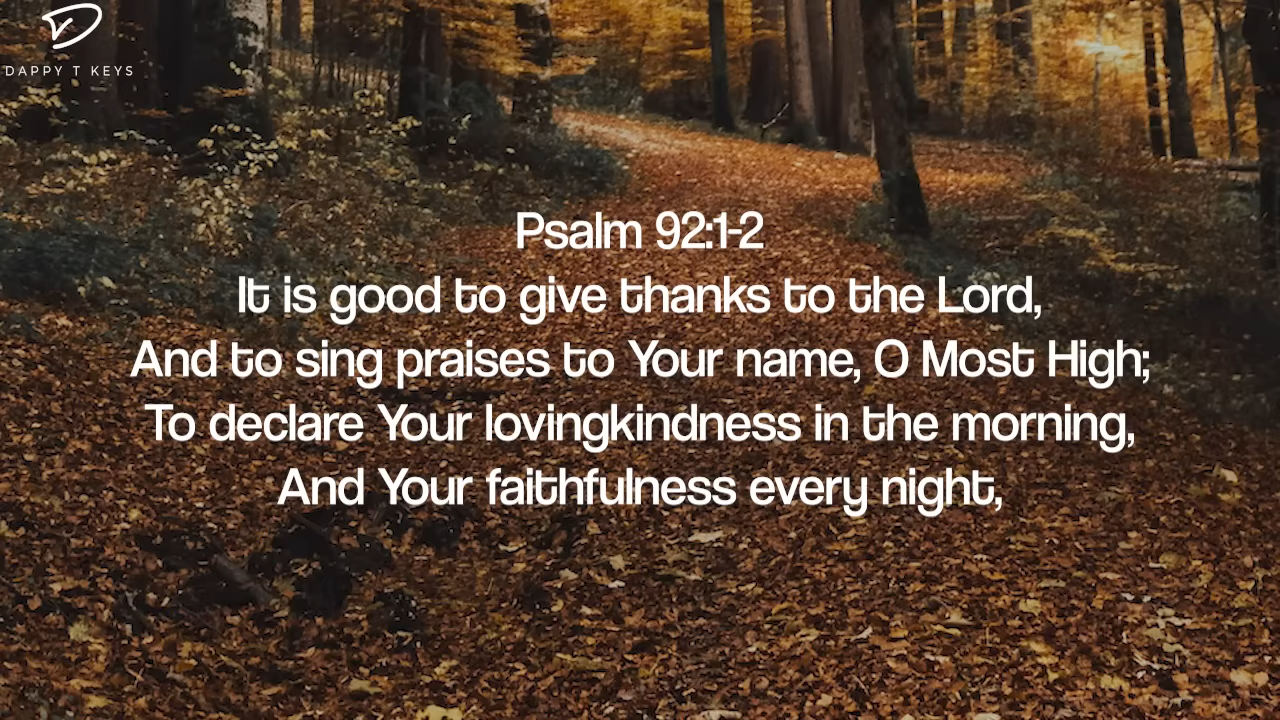 DAPPY T KEYS
Psalm 92:1-2
It is good to give thanks to the Lord,
And to sing praises to Your name, O Most High;
To declare Your lovingkindness in the morning,
And Your faithfulness every night,